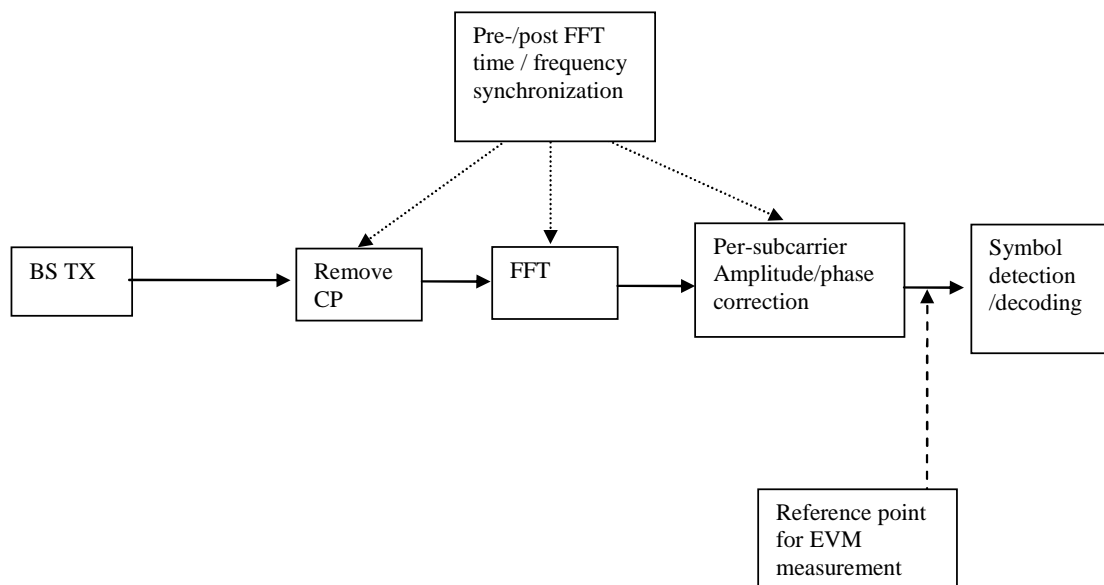 Pre-/post FFT
time / frequency
synchronization
BS TX
Remove
CP
FFT
Per-subcarrier
Amplitude/phase
correction
Symbol
detection
/decoding
Reference point
for EVM
measurement